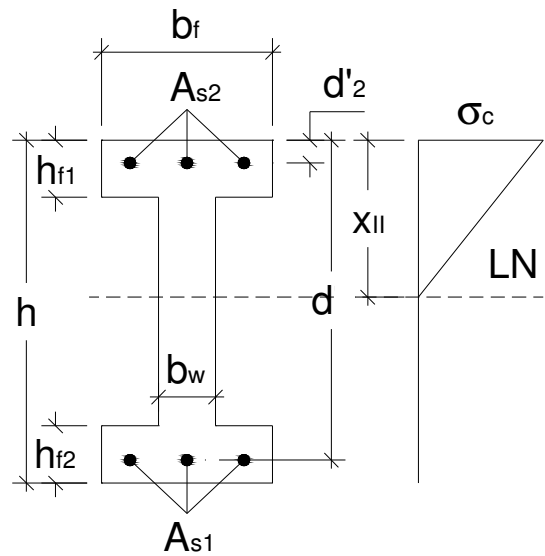 bf
d'2
As2
σc
hf1
xII
LN
h
d
bw
hf2
As1